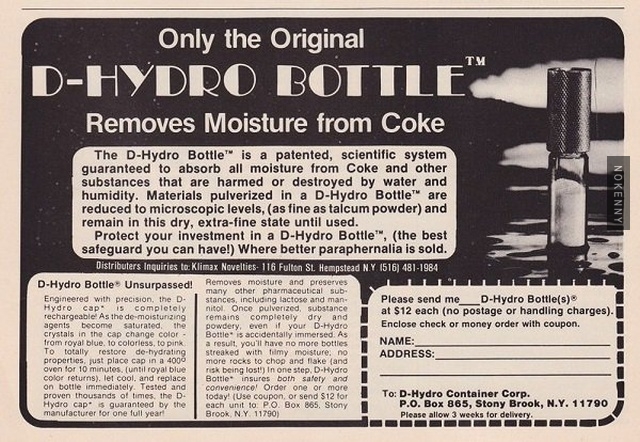 Only the Original
D-HYDRO BOTTLE™
Removes Moisture from Coke
The D-Hydro Bottle™ is a patented, scientific system
guaranteed to absorb all moisture from Coke and other
substances that are harmed or destroyed by water and
humidity. Materials pulverized in a D-Hydro Bottle™ are
reduced to microscopic levels, (as fine as talcum powder) and
remain in this dry, extra-fine state until used.
Protect your investment in a D-Hydro Bottle™, (the best
safeguard you can have!) Where better paraphernalia is sold.
Distributers Inquiries to: Klimax Novelties- 116 Fulton St. Hempstead N.Y (516) 481-1984
D-Hydro Bottle® Unsurpassed!
Engineered with precision, the D-
Hydro cap® is completely
rechargeable! As the de-moisturizing
agents become saturated, the
crystals in the cap change color -
from royal blue, to colorless, to pink.
To totally restore de-hydrating
properties, just place cap in a 400°
oven for 10 minutes, (until royal blue
color returns), let cool, and replace
on bottle immediately. Tested and
proven thousands of times, the D-
Hydro cap® is guaranteed by the
manufacturer for one full year!
Removes moisture and preserves
many other pharmaceutical sub-
stances, including lactose and man-
nitol. Once pulverized, substance
remains completely dry and
powdery, even if your D-Hydro
Bottle® is accidentally immersed. As
a result, you'll have no more bottles
streaked with filmy moisture; no
more rocks to chop and flake (and
risk being lost!) In one step, D-Hydro
Bottle® insures both safety and
convenience! Order one or more
today! (Use coupon, or send $12 for
each unit to: P.O. Box 865, Stony
Brook, N.Y. 11790)
Please send me___D-Hydro Bottle(s)®
at $12 each (no postage or handling charges).
Enclose check or money order with coupon.
NAME:
ADDRESS:
To: D-Hydro Container Corp.
P.O. Box 865, Stony Brook, N.Y. 11790
Please allow 3 weeks for delivery.
NOKENNY